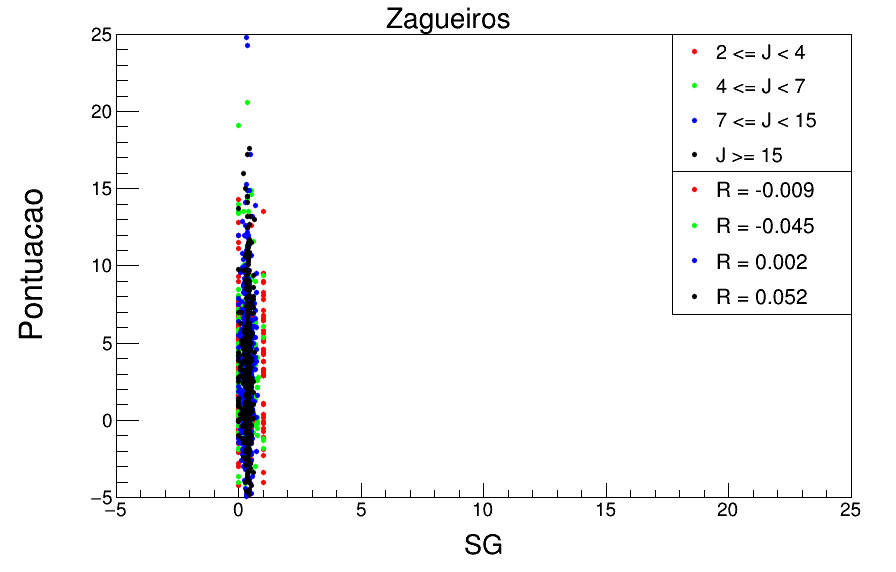 Zagueiros
25
20
15
10
5
0
−5
Pontuacao
2 <= J < 4
4 <= J < 7
7 <= J < 15
J >= 15
R = -0.009
R = -0.045
R = 0.002
R = 0.052
−5 0 5 10 15 20 25
SG